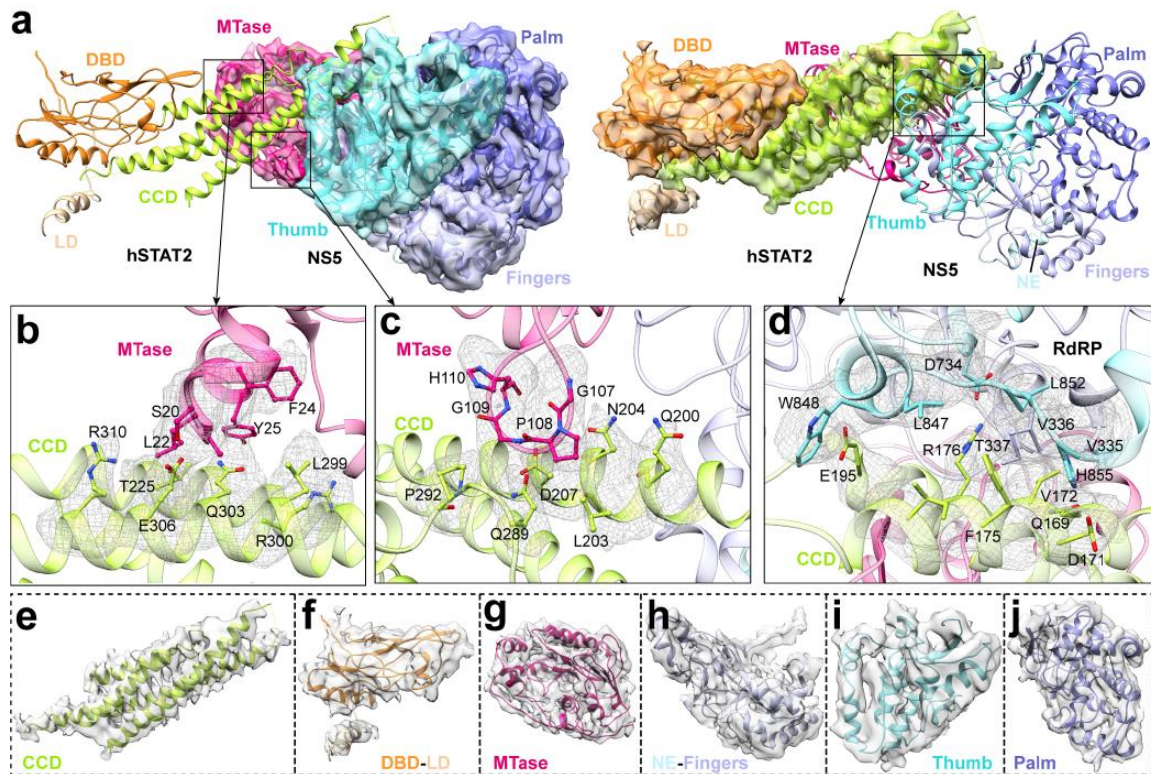 a
MTase
DBD
Palm
CCD
LD
Thumb
hSTAT2
NS5
Fingers
DBD
MTase
Palm
LD
CCD
Thumb
hSTAT2
NS5
NE
Fingers
b
MTase
S20
F24
L22
Y25
CCD
R310
T225
L299
E306
Q303
R300
c
MTase
H110
G107
G109
P108
N204
Q200
CCD
P292
D207
Q289
L203
d
RdRP
D734
W848
L852
L847
V336
R176
T337
V335
E195
H855
V172
CCD
F175
Q169
D171
e
CCD
f
DBD-LD
g
MTase
h
NE-Fingers
i
Thumb
j
Palm